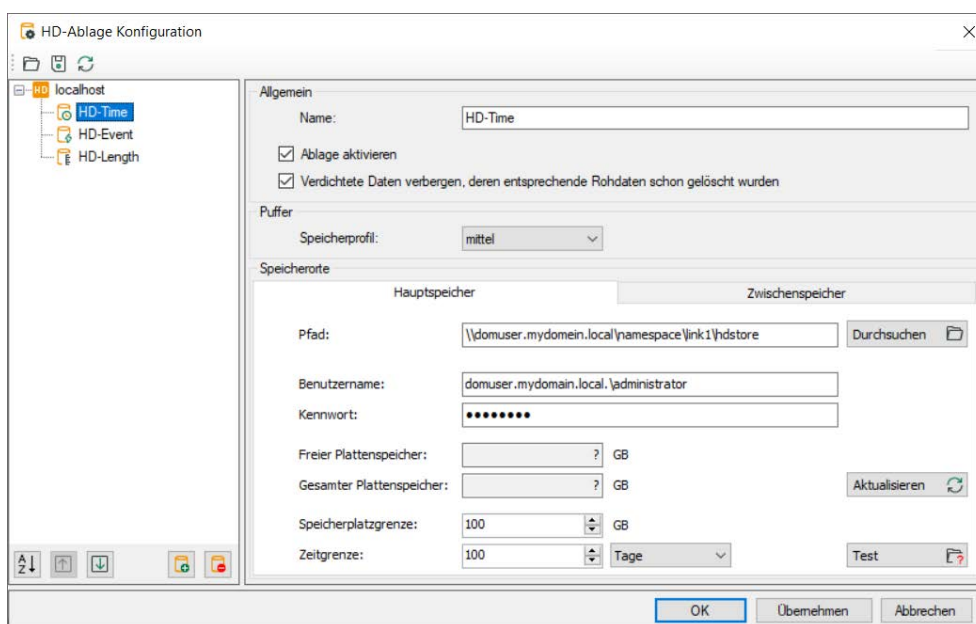 HD-Ablage Konfiguration
HD localhost
HD-Time
HD-Event
HD-Length
Allgemein
Name: HD-Time
Ablage aktivieren
Verdichtete Daten verbergen, deren entsprechende Rohdaten schon gelöscht wurden
Puffer
Speicherprofil: mittel
Speicherorte
Hauptspeicher Zwischenspeicher
Pfad: \\domuser.mydomein.local\namespace\link1\hdstore Durchsuchen
Benutzername: domuser.mydomain.local.\administrator
Kennwort: ●●●●●●●●
Freier Plattenspeicher: ? GB
Gesamter Plattenspeicher: ? GB Aktualisieren
Speicherplatzgrenze: 100 GB
Zeitgrenze: 100 Tage Test
OK Übernehmen Abbrechen